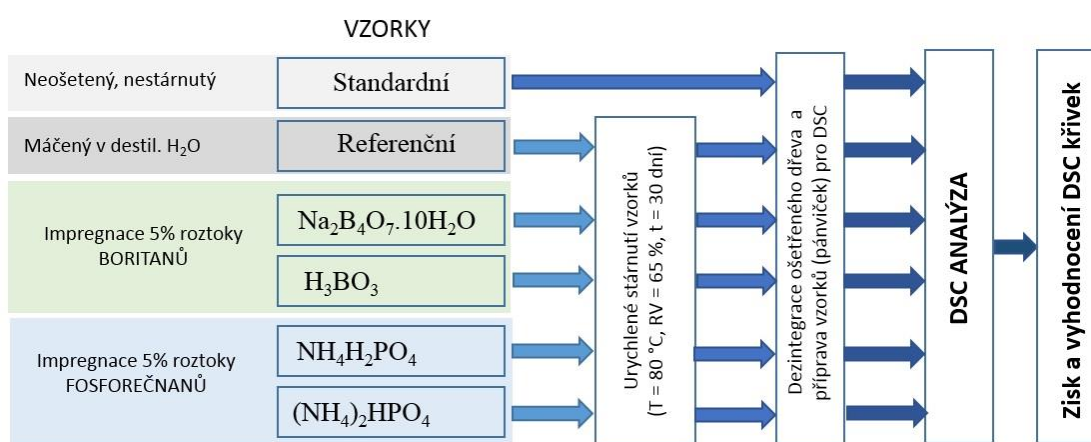 VZORKY
Neošetený, nestárnutý
Standardní
Máčený v destil. H₂O
Referenční
Impregnace 5% roztoky
BORITANŮ
Na₂B₄O₇.10H₂O
H₃BO₃
Impregnace 5% roztoky
FOSFOREČNANŮ
NH₄H₂PO₄
(NH₄)₂HPO₄
Urychlené stárnutí vzorků
(T = 80 °C, RV = 65 %, t = 30 dní)
Dezintegrace ošetřeného dřeva a
příprava vzorků (pánviček) pro DSC
DSC ANALÝZA
Zisk a vyhodnocení DSC křivek